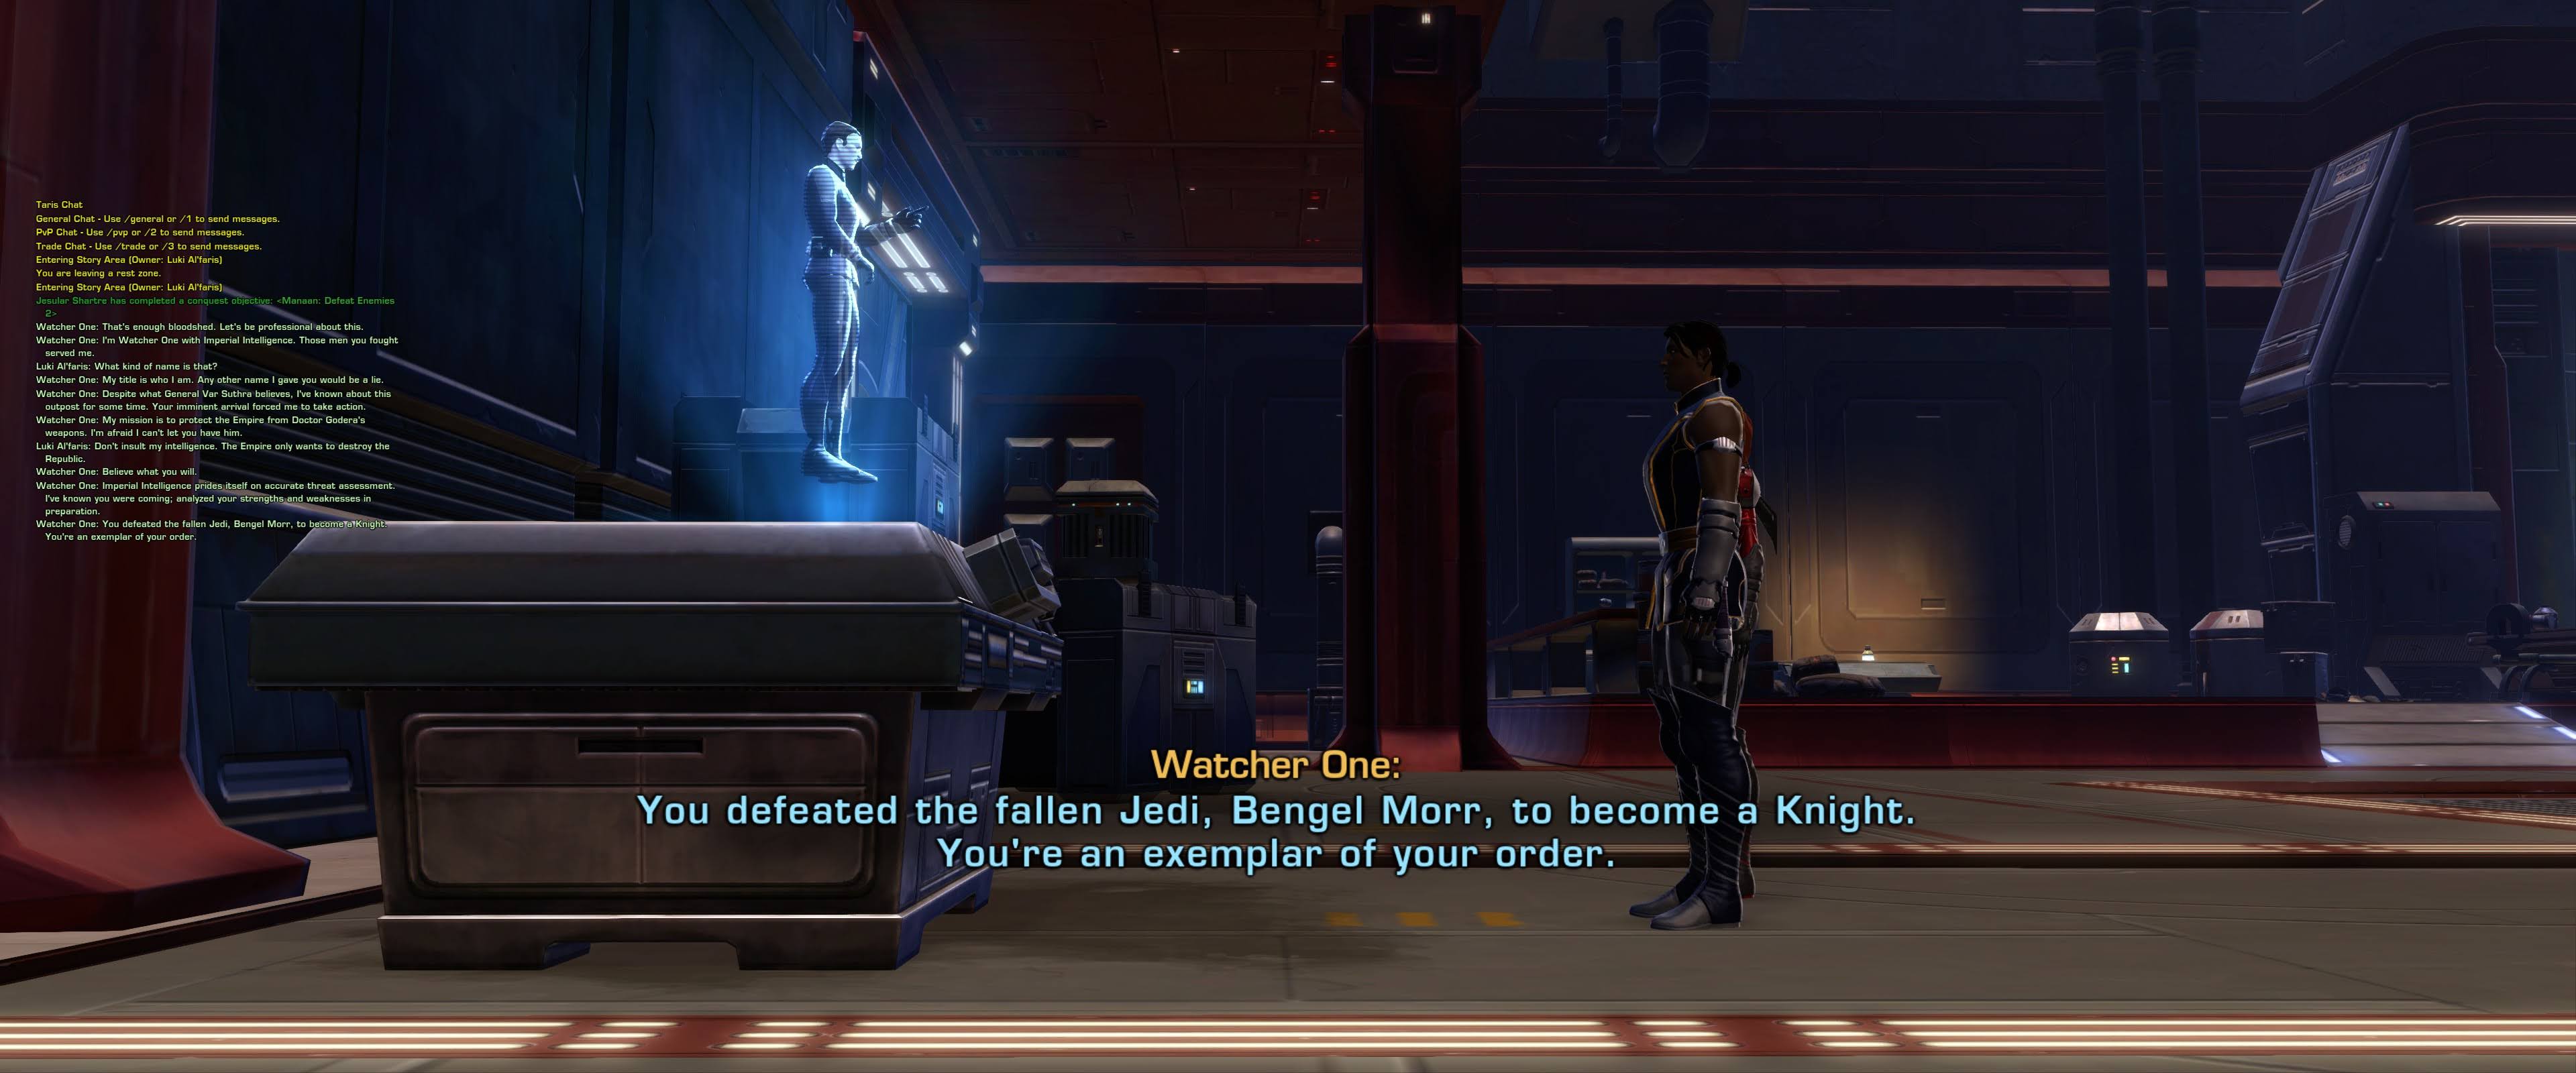 Taris Chat
General Chat - Use /general or /1 to send messages.
PvP Chat - Use /pvp or /2 to send messages.
Trade Chat - Use /trade or /3 to send messages.
Entering Story Area (Owner: Luki Al'faris)
You are leaving a rest zone.
Entering Story Area (Owner: Luki Al'faris)
Jesular Shartre has completed a conquest objective: <Manaan: Defeat Enemies
2>
Watcher One: That's enough bloodshed. Let's be professional about this.
Watcher One: I'm Watcher One with Imperial Intelligence. Those men you fought
served me.
Luki Al'faris: What kind of name is that?
Watcher One: My title is who I am. Any other name I gave you would be a lie.
Watcher One: Despite what General Var Suthra believes, I've known about this
outpost for some time. Your imminent arrival forced me to take action.
Watcher One: My mission is to protect the Empire from Doctor Godera's
weapons. I'm afraid I can't let you have him.
Luki Al'faris: Don't insult my intelligence. The Empire only wants to destroy the
Republic.
Watcher One: Believe what you will.
Watcher One: Imperial Intelligence prides itself on accurate threat assessment.
I've known you were coming; analyzed your strengths and weaknesses in
preparation.
Watcher One: You defeated the fallen Jedi, Bengel Morr, to become a Knight.
You're an exemplar of your order.
Watcher One:
You defeated the fallen Jedi, Bengel Morr, to become a Knight.
You're an exemplar of your order.